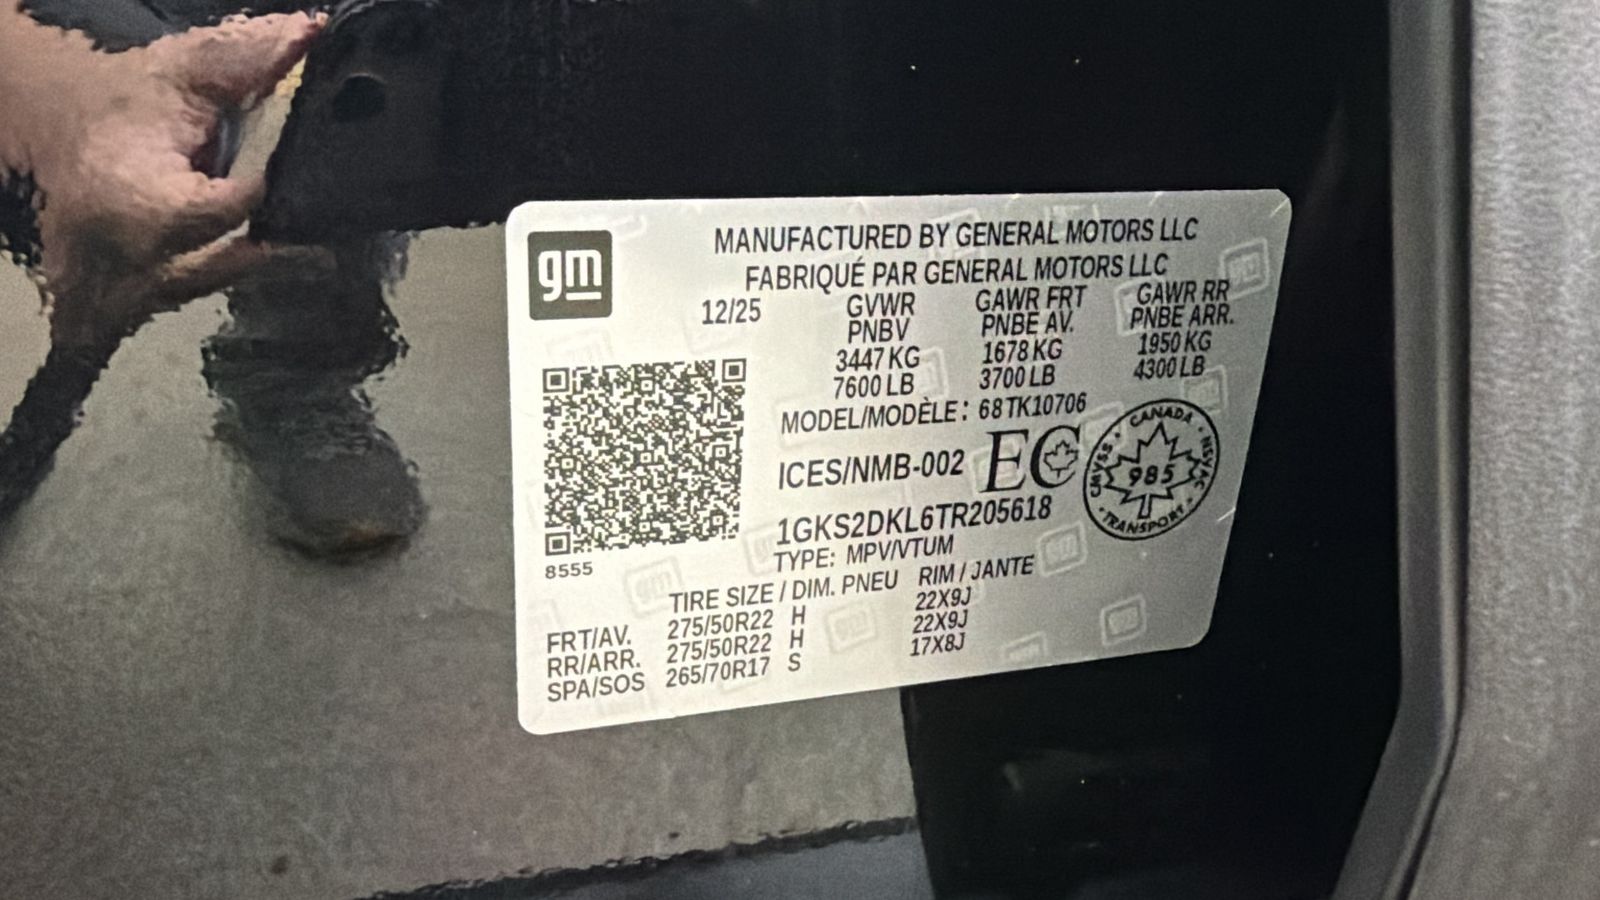 gm
MANUFACTURED BY GENERAL MOTORS LLC
FABRIQUÉ PAR GENERAL MOTORS LLC
12/25 GVWR GAWR FRT GAWR RR
PNBV PNBE AV. PNBE ARR.
3447 KG 1678 KG 1950 KG
7600 LB 3700 LB 4300 LB
MODEL/MODÈLE: 68TK10706
ICES/NMB-002 EC
CANADA
CMVSS NSVAC
985
TRANSPORT
1GKS2DKL6TR205618
TYPE: MPV/VTUM
8555
TIRE SIZE / DIM. PNEU RIM / JANTE
FRT/AV. 275/50R22 H 22X9J
RR/ARR. 275/50R22 H 22X9J
SPA/SOS 265/70R17 S 17X8J